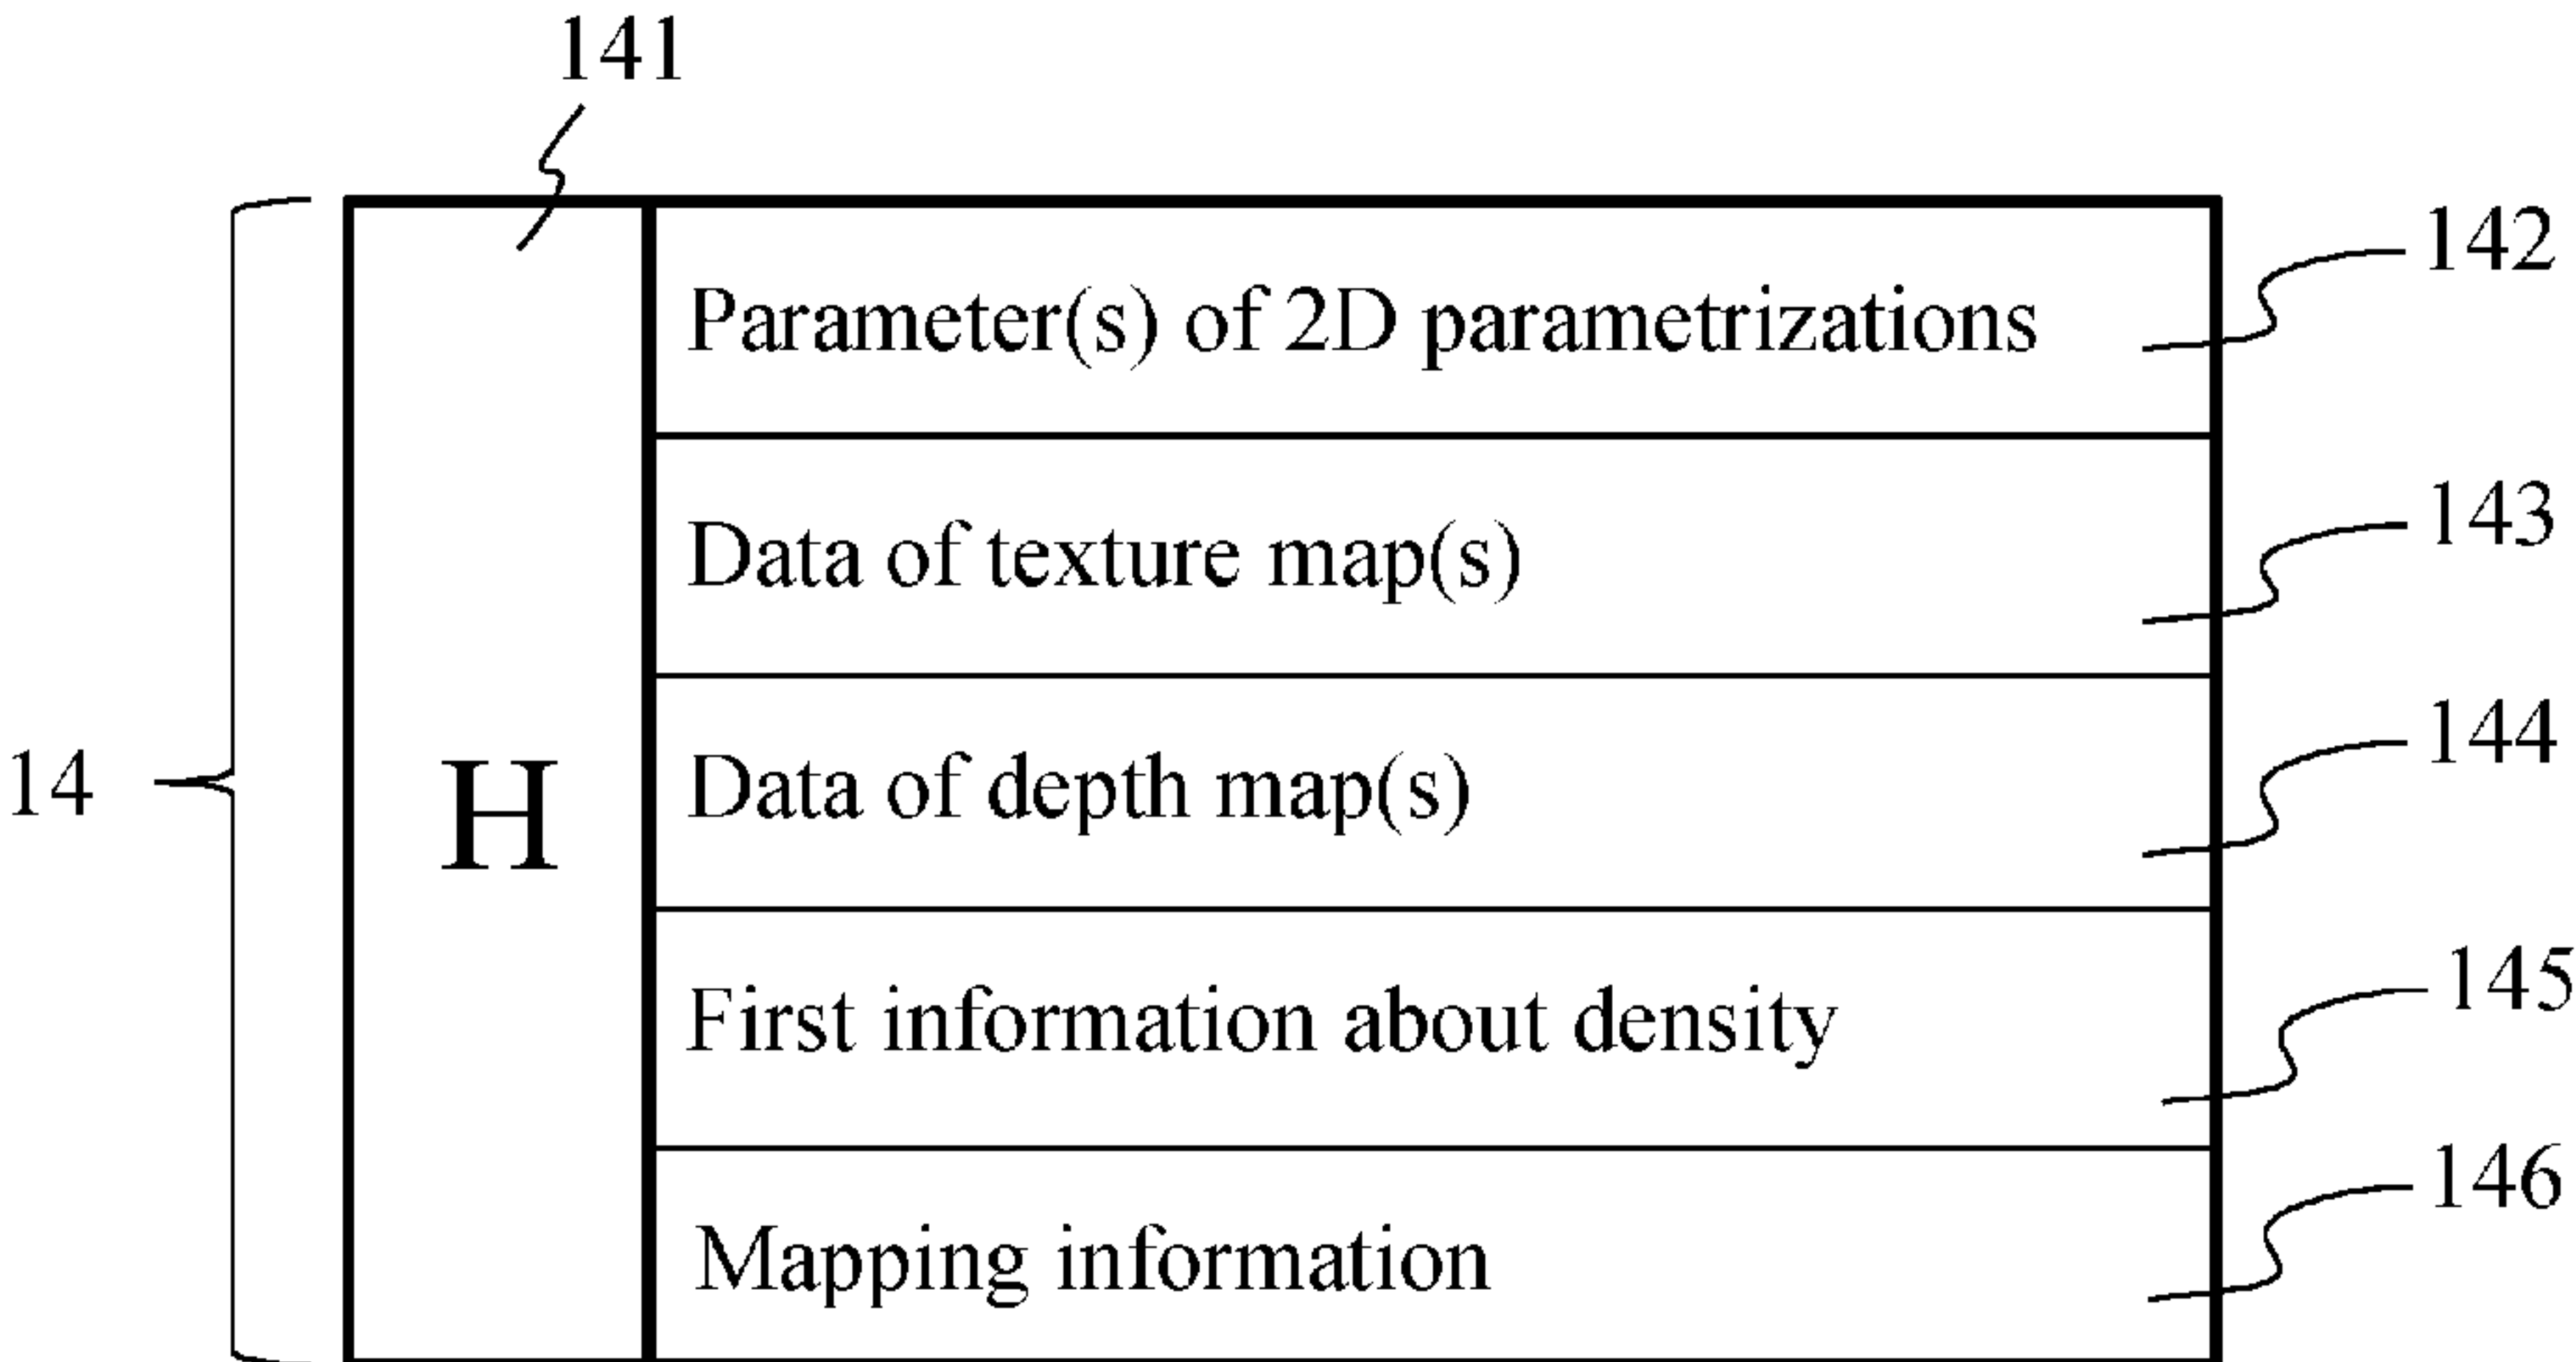 141
142
Parameter(s) of 2D parametrizations
143
Data of texture map(s)
144
14
H
Data of depth map(s)
145
First information about density
146
Mapping information